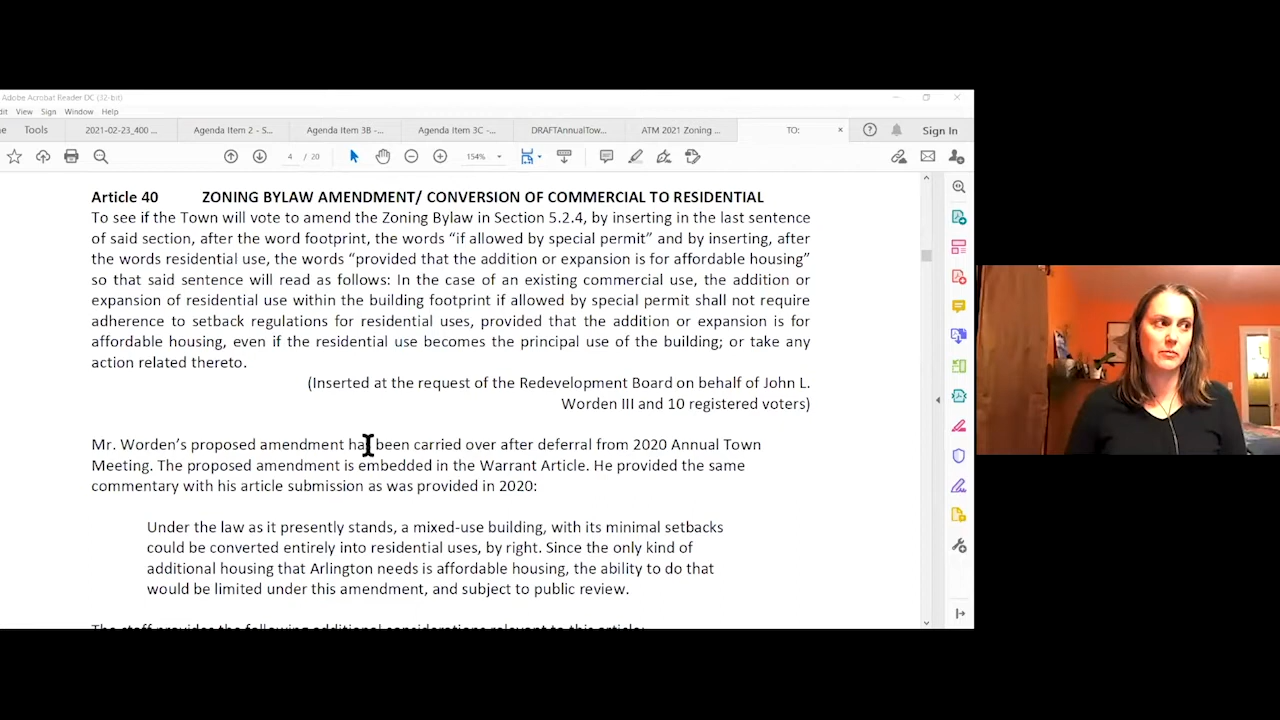 Adobe Acrobat Reader DC (32-bit)
View Sign Window Help
Tools 2021-02-23_400 ... Agenda Item 2 - S... Agenda Item 3B -... Agenda Item 3C -... DRAFTAnnualTow... ATM 2021 Zoning ... TO: × Sign In
4 / 20 154%
Article 40 ZONING BYLAW AMENDMENT/ CONVERSION OF COMMERCIAL TO RESIDENTIAL
To see if the Town will vote to amend the Zoning Bylaw in Section 5.2.4, by inserting in the last sentence
of said section, after the word footprint, the words “if allowed by special permit” and by inserting, after
the words residential use, the words “provided that the addition or expansion is for affordable housing”
so that said sentence will read as follows: In the case of an existing commercial use, the addition or
expansion of residential use within the building footprint if allowed by special permit shall not require
adherence to setback regulations for residential uses, provided that the addition or expansion is for
affordable housing, even if the residential use becomes the principal use of the building; or take any
action related thereto.
(Inserted at the request of the Redevelopment Board on behalf of John L.
Worden III and 10 registered voters)
Mr. Worden’s proposed amendment has been carried over after deferral from 2020 Annual Town
Meeting. The proposed amendment is embedded in the Warrant Article. He provided the same
commentary with his article submission as was provided in 2020:
Under the law as it presently stands, a mixed-use building, with its minimal setbacks
could be converted entirely into residential uses, by right. Since the only kind of
additional housing that Arlington needs is affordable housing, the ability to do that
would be limited under this amendment, and subject to public review.
The staff provides the following additional considerations relevant to this article: